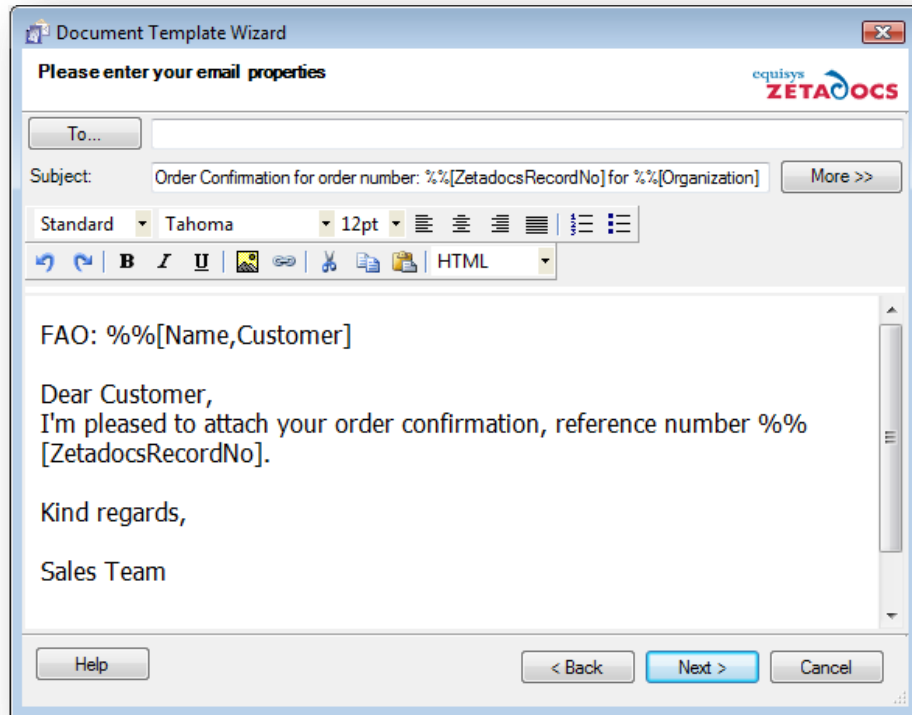 Document Template Wizard
Please enter your email properties
equisys
ZETADOCS
To...
Subject: Order Confirmation for order number: %%[ZetadocsRecordNo] for %%[Organization] More >>
Standard Tahoma 12pt
B I U HTML
FAO: %%[Name,Customer]
Dear Customer,
I'm pleased to attach your order confirmation, reference number %%
[ZetadocsRecordNo].
Kind regards,
Sales Team
Help < Back Next > Cancel